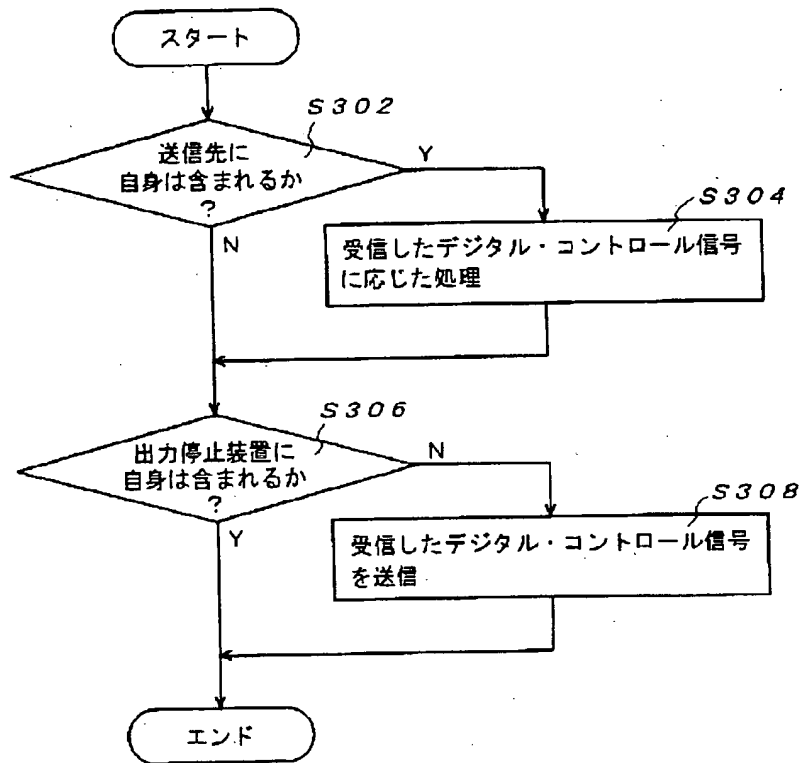 スタート
S302
送信先に
自身は含まれるか
?
Y
N
S304
受信したデジタル・コントロール信号
に応じた処理
S306
出力停止装置に
自身は含まれるか
?
N
Y
S308
受信したデジタル・コントロール信号
を送信
エンド